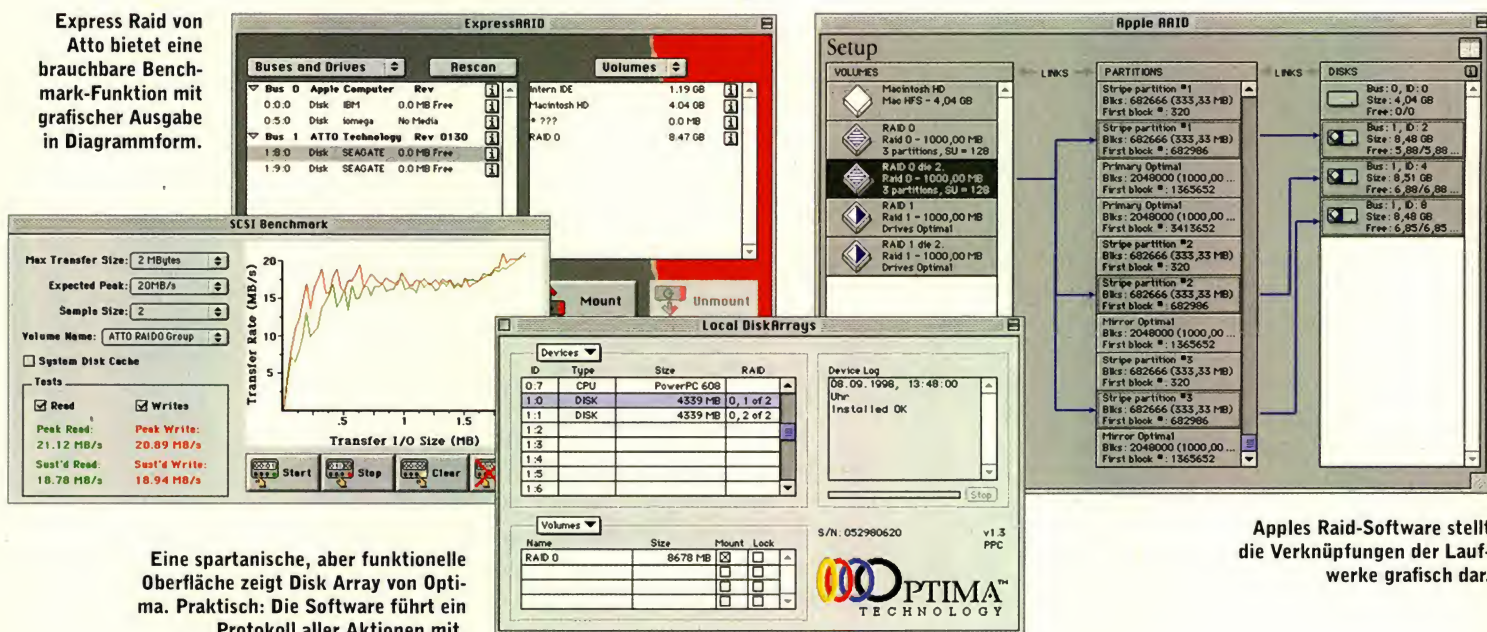 Express Raid von
Atto bietet eine
brauchbare Bench-
mark-Funktion mit
grafischer Ausgabe
in Diagrammform.
ExpressRAID
Buses and Drives
Rescan
Volumes
Bus 0 Apple Computer Rev
0:0:0 Disk IBM 0.0 MB Free
0:5:0 Disk Iomega No Media
Bus 1 ATTO Technology Rev 0130
1:8:0 Disk SEAGATE 0.0 MB Free
1:9:0 Disk SEAGATE 0.0 MB Free
Intern IDE 1.19 GB
Macintosh HD 4.04 GB
* ??? 0.0 MB
RAID 0 8.47 GB
Mount
Unmount
SCSI Benchmark
Max Transfer Size: 2 MBytes
Expected Peak: 20MB/s
Sample Size: 2
Volume Name: ATTO RAID0 Group
System Disk Cache
Tests
Read
Writes
Peak Read:
21.12 MB/s
Peak Write:
20.89 MB/s
Sust'd Read:
18.78 MB/s
Sust'd Write:
18.94 MB/s
Transfer Rate (MB/s)
20
15
10
5
.5 1 1.5
Transfer I/O Size (MB)
Start
Stop
Clear
Local DiskArrays
Devices
ID Type Size RAID
0:7 CPU PowerPC 608
1:0 DISK 4339 MB 0, 1 of 2
1:1 DISK 4339 MB 0, 2 of 2
1:2
1:3
1:4
1:5
1:6
Device Log
08.09.1998, 13:48:00
Uhr
Installed OK
Stop
Volumes
Name Size Mount Lock
RAID 0 8678 MB
S/N: 052980620
v1.3
PPC
OPTIMA™
TECHNOLOGY
Eine spartanische, aber funktionelle
Oberfläche zeigt Disk Array von Opti-
ma. Praktisch: Die Software führt ein
Protokoll aller Aktionen mit.
Apple RAID
Setup
VOLUMES
LINKS
PARTITIONS
LINKS
DISKS
Macintosh HD
Mac HFS - 4,04 GB
RAID 0
Raid 0 - 1000,00 MB
3 partitions, SU = 128
RAID 0 die 2.
Raid 0 - 1000,00 MB
3 partitions, SU = 128
RAID 1
Raid 1 - 1000,00 MB
Drives Optimal
RAID 1 die 2.
Raid 1 - 1000,00 MB
Drives Optimal
Stripe partition #1
Blks: 682666 (333,33 MB)
First block #: 320
Stripe partition #1
Blks: 682666 (333,33 MB)
First block #: 682986
Primary Optimal
Blks: 2048000 (1000,00 ...
First block #: 1365652
Primary Optimal
Blks: 2048000 (1000,00 ...
First block #: 3413652
Stripe partition #2
Blks: 682666 (333,33 MB)
First block #: 320
Stripe partition #2
Blks: 682666 (333,33 MB)
First block #: 682986
Mirror Optimal
Blks: 2048000 (1000,00 ...
First block #: 1365652
Stripe partition #3
Blks: 682666 (333,33 MB)
First block #: 320
Stripe partition #3
Blks: 682666 (333,33 MB)
First block #: 682986
Mirror Optimal
Blks: 2048000 (1000,00 ...
First block #: 1365652
Bus: 0, ID: 0
Size: 4,04 GB
Free: 0/0
Bus: 1, ID: 2
Size: 8,48 GB
Free: 5,88/5,88 ...
Bus: 1, ID: 4
Size: 8,51 GB
Free: 6,88/6,88 ...
Bus: 1, ID: 8
Size: 8,48 GB
Free: 6,85/6,85 ...
Apples Raid-Software stellt
die Verknüpfungen der Lauf-
werke grafisch dar.